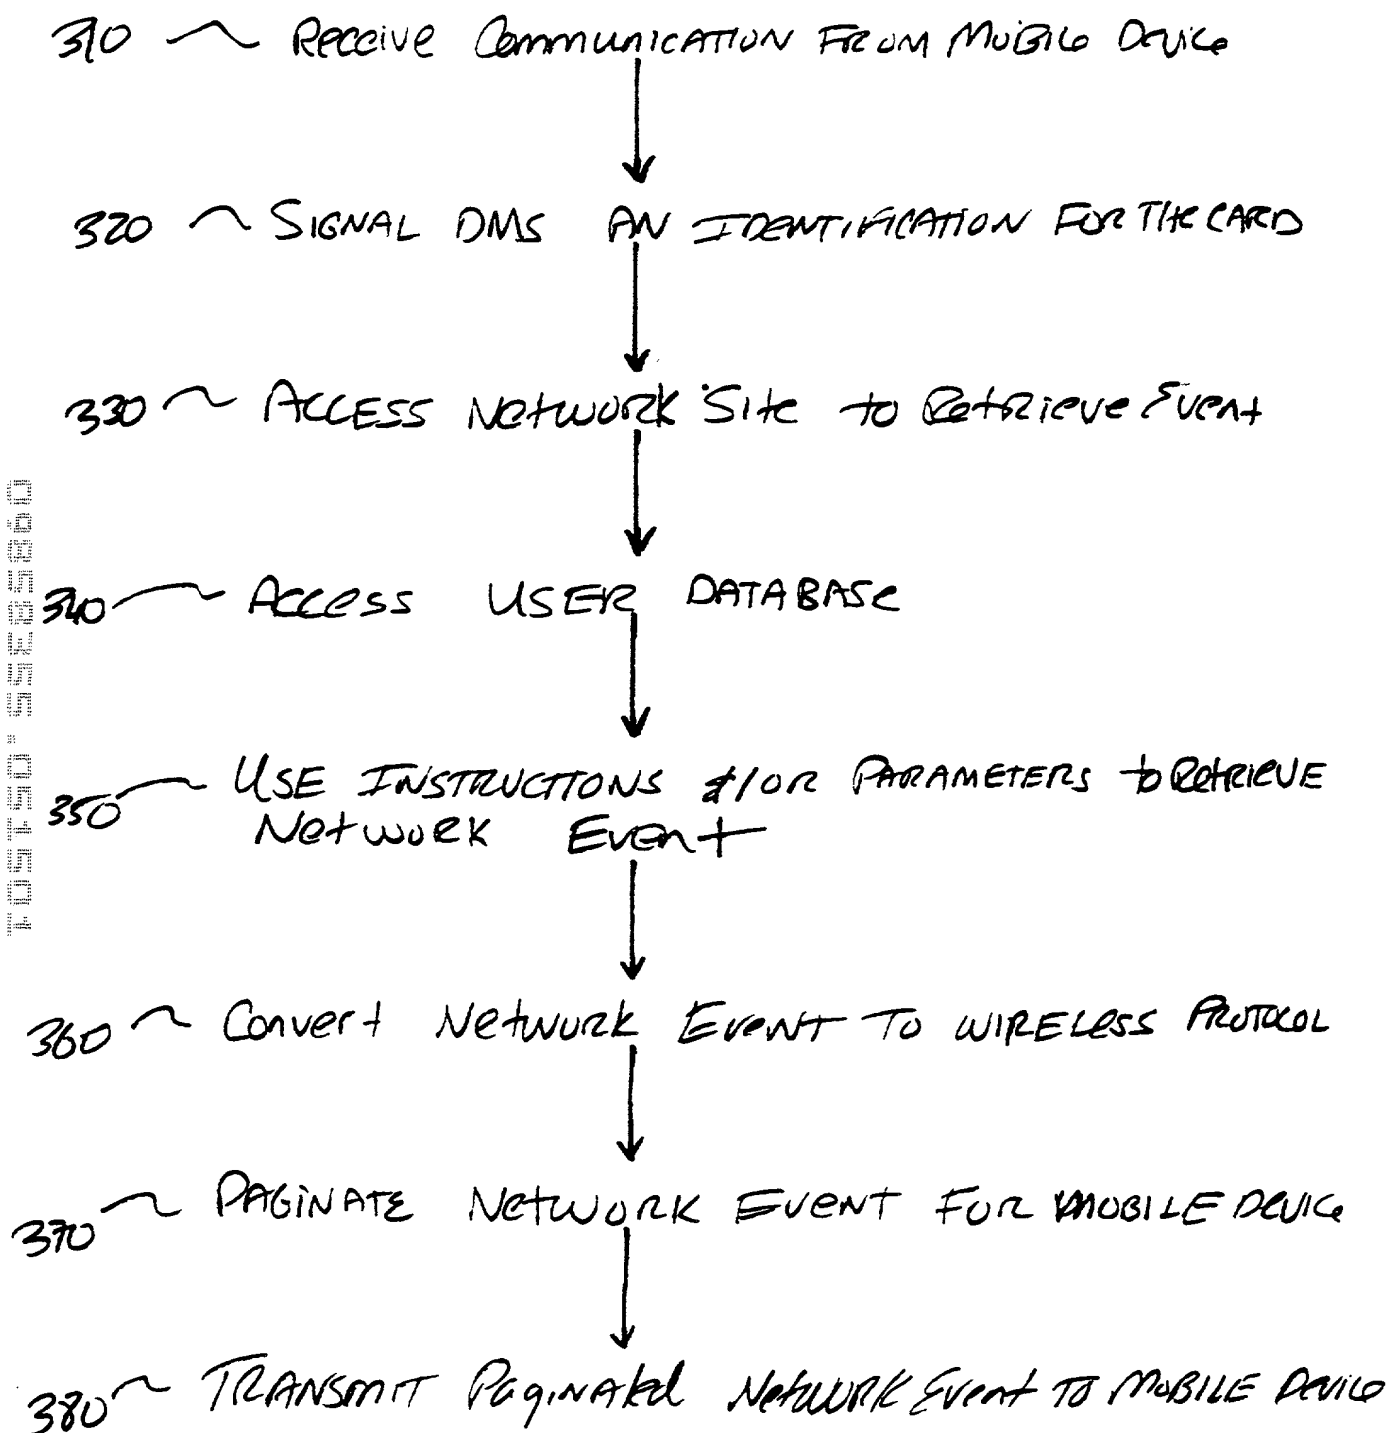 310 Receive Communication From Mobile Device
320 Signal DMS an Identification for the card
330 Access Network Site to Retrieve Event
340 Access User Database
350 Use Instructions &/or Parameters to Retrieve
Network Event
360 Convert Network Event to wireless Protocol
370 Paginate Network Event for mobile device
380 Transmit Paginated Network Event to Mobile Device